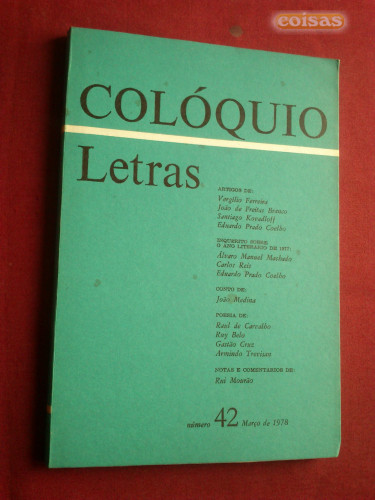 coisas
COLÓQUIO
Letras
ARTIGOS DE:
Vergílio Ferreira
João de Freitas Branco
Santiago Kovadloff
Eduardo Prado Coelho
INQUÉRITO SOBRE
O ANO LITERÁRIO DE 1977:
Álvaro Manuel Machado
Carlos Reis
Eduardo Prado Coelho
CONTO DE:
João Medina
POESIA DE:
Raul de Carvalho
Ruy Belo
Gastão Cruz
Armindo Trevisan
NOTAS E COMENTÁRIOS DE:
Rui Mourão
número 42 Março de 1978